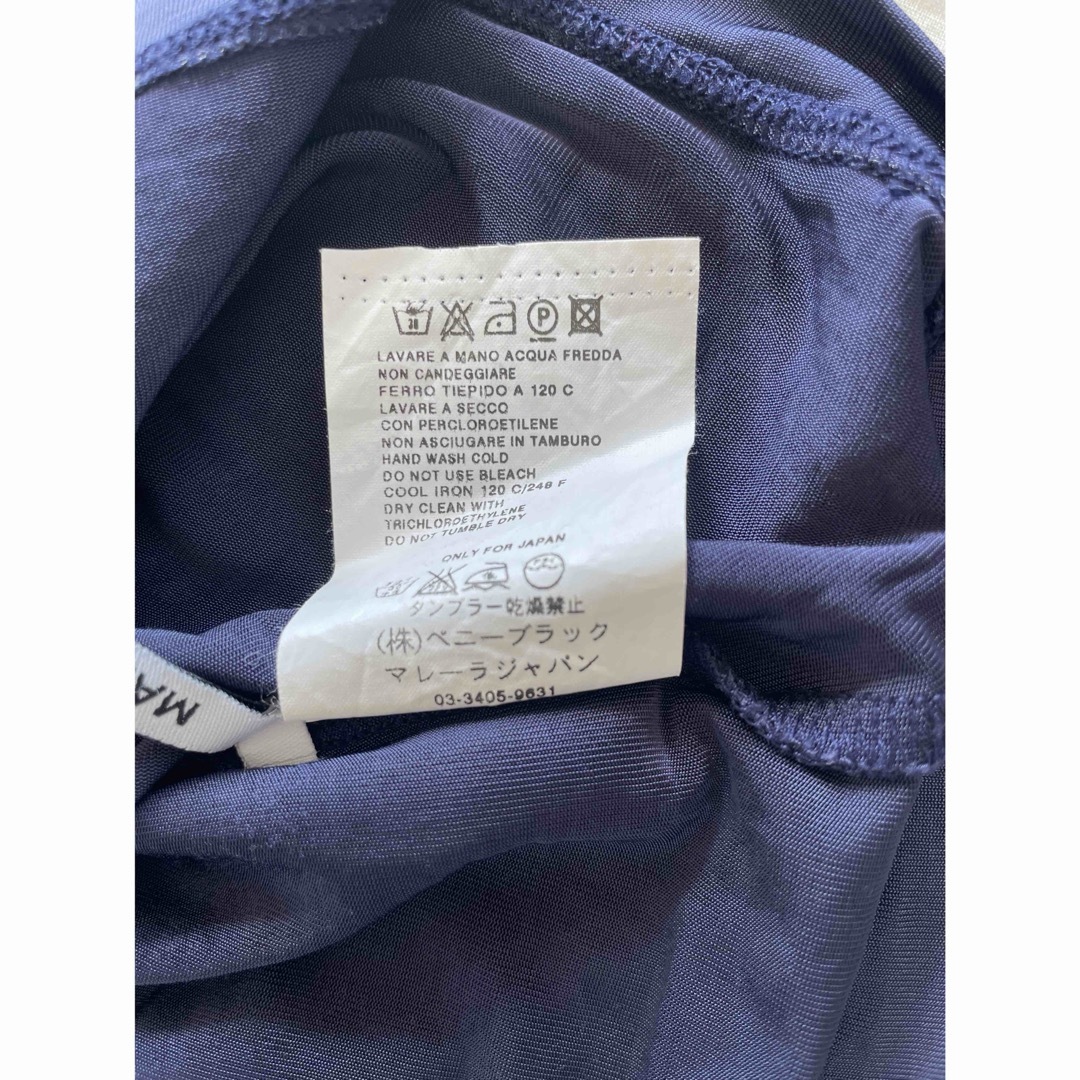 30
P
LAVARE A MANO ACQUA FREDDA
NON CANDEGGIARE
FERRO TIEPIDO A 120 C
LAVARE A SECCO
CON PERCLOROETILENE
NON ASCIUGARE IN TAMBURO
HAND WASH COLD
DO NOT USE BLEACH
COOL IRON 120 C/248 F
DRY CLEAN WITH
TRICHLOROETHYLENE
DO NOT TUMBLE DRY
ONLY FOR JAPAN
タンブラー乾燥禁止
(株)ペニーブラック
マレーラジャパン
03-3405-9631
MA